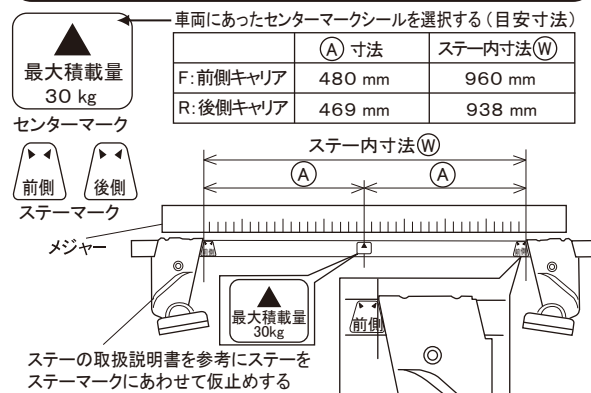 車両にあったセンターマークシールを選択する(目安寸法)
最大積載量
30 kg
センターマーク
Ⓐ 寸法 ステー内寸法Ⓦ
F:前側キャリア 480 mm 960 mm
R:後側キャリア 469 mm 938 mm
前側 後側
ステーマーク
ステー内寸法Ⓦ
Ⓐ Ⓐ
メジャー
前側 前側
最大積載量
30kg
前側
ステーの取扱説明書を参考にステーを
ステーマークにあわせて仮止めする